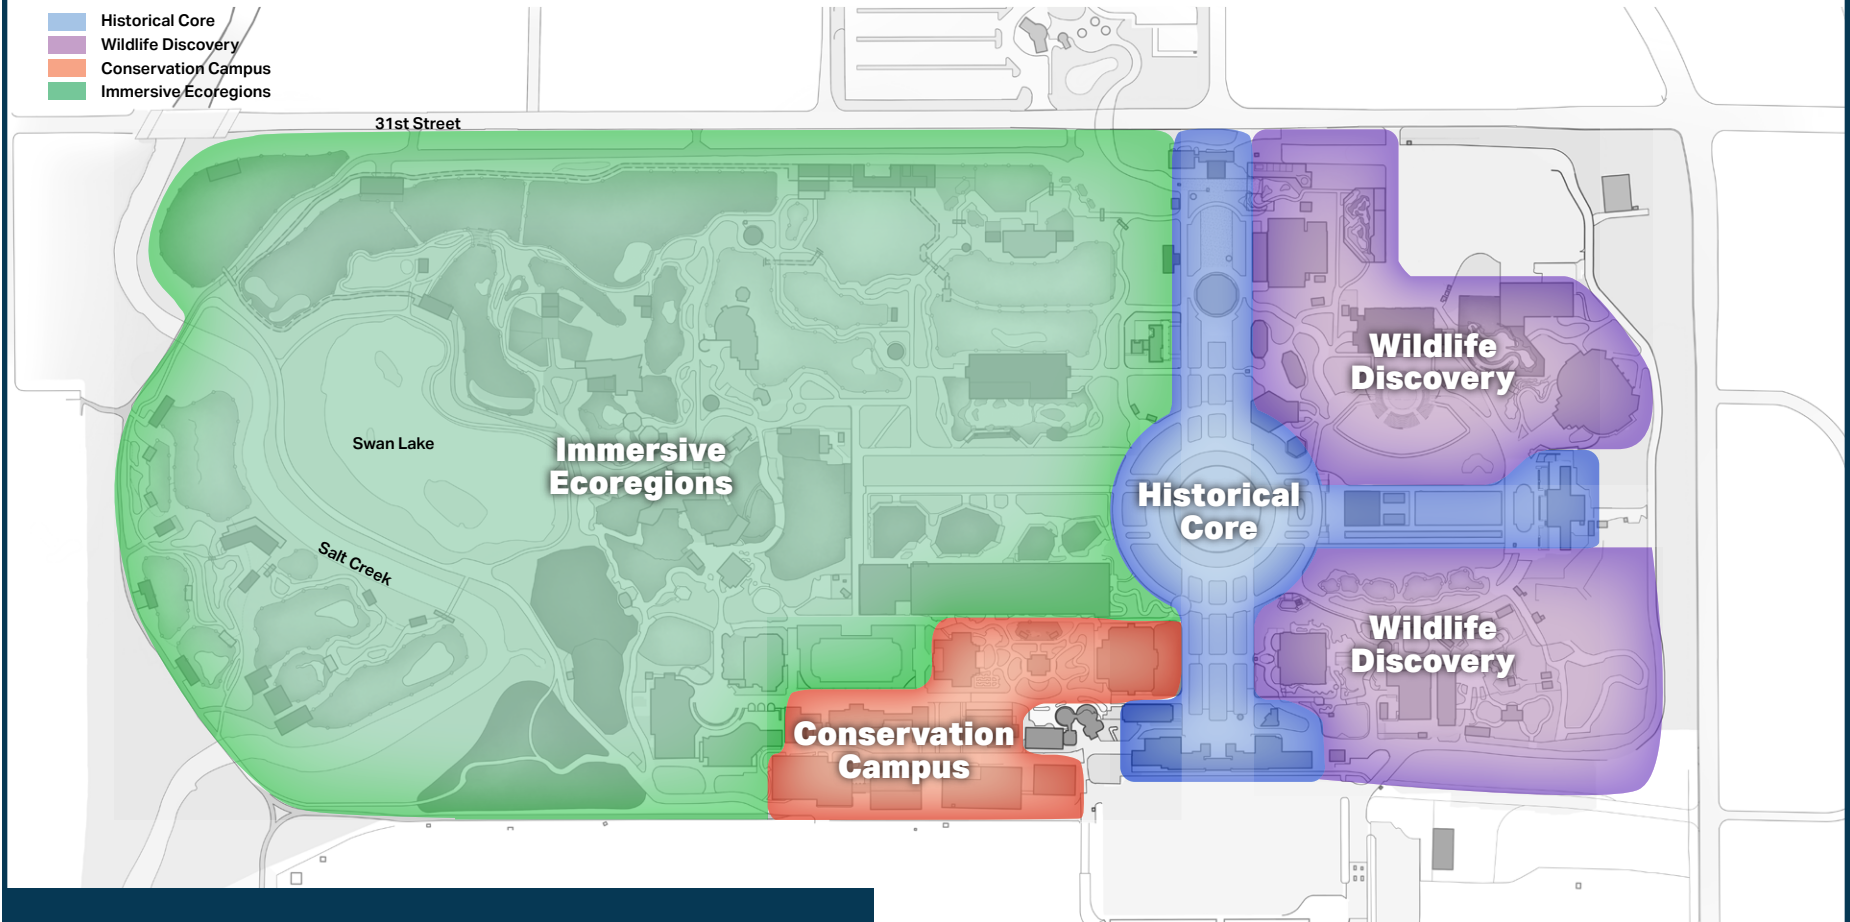 Historical Core
Wildlife Discovery
Conservation Campus
Immersive Ecoregions
31st Street
Wildlife
Discovery
Swan Lake
Immersive
Ecoregions
Historical
Core
Salt Creek
Wildlife
Discovery
Conservation
Campus